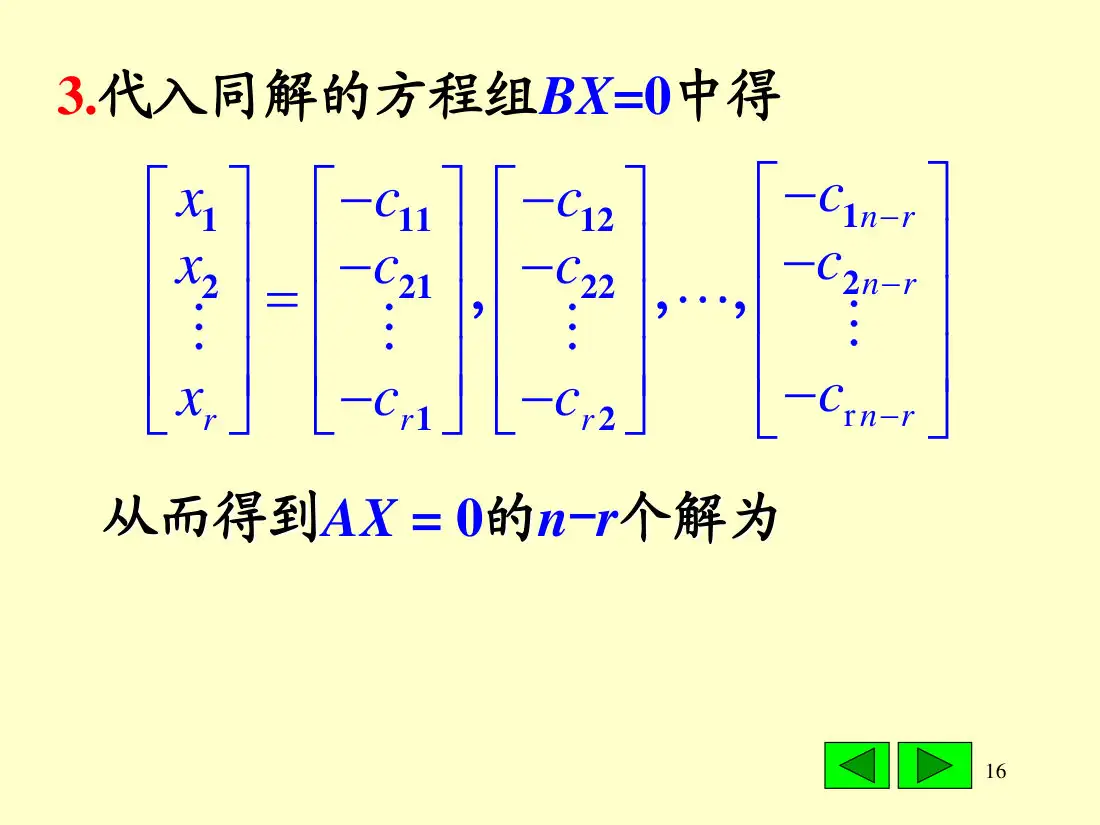 3.代入同解的方程组BX=0中得
[x₁ x₂ ⋮ xᵣ] = [−c₁₁ −c₂₁ ⋮ −cᵣ₁], [−c₁₂ −c₂₂ ⋮ −cᵣ₂], ⋯, [−c₁ₙ₋ᵣ −c₂ₙ₋ᵣ ⋮ −cᵣₙ₋ᵣ]
从而得到AX = 0的n−r个解为
16